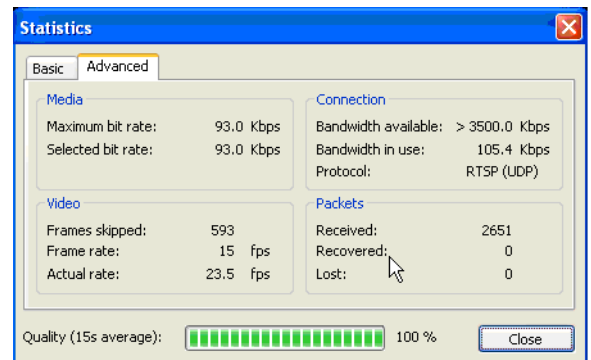 Statistics
Basic Advanced
Media
Maximum bit rate: 93.0 Kbps
Selected bit rate: 93.0 Kbps
Connection
Bandwidth available: > 3500.0 Kbps
Bandwidth in use: 105.4 Kbps
Protocol: RTSP (UDP)
Video
Frames skipped: 593
Frame rate: 15 fps
Actual rate: 23.5 fps
Packets
Received: 2651
Recovered: 0
Lost: 0
Quality (15s average): 100 % Close